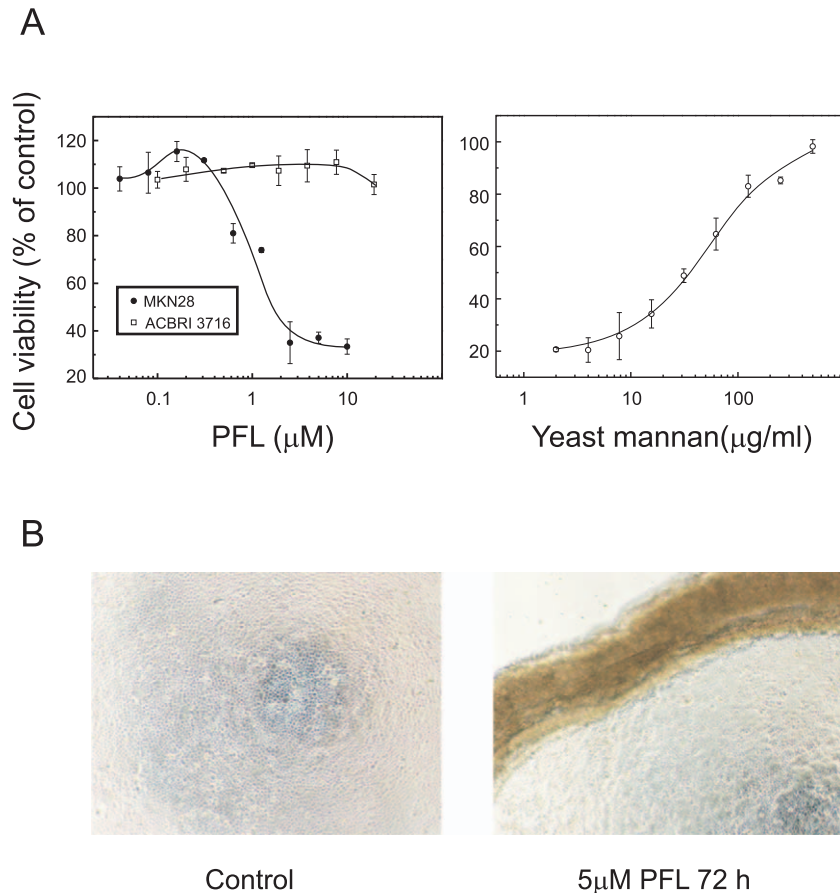 A
Cell viability (% of control)
120
100
80
60
40
20
MKN28
ACBRI 3716
0.1 1 10
PFL (μM)
100
80
60
40
20
1 10 100
Yeast mannan(μg/ml)
B
Control
5μM PFL 72 h